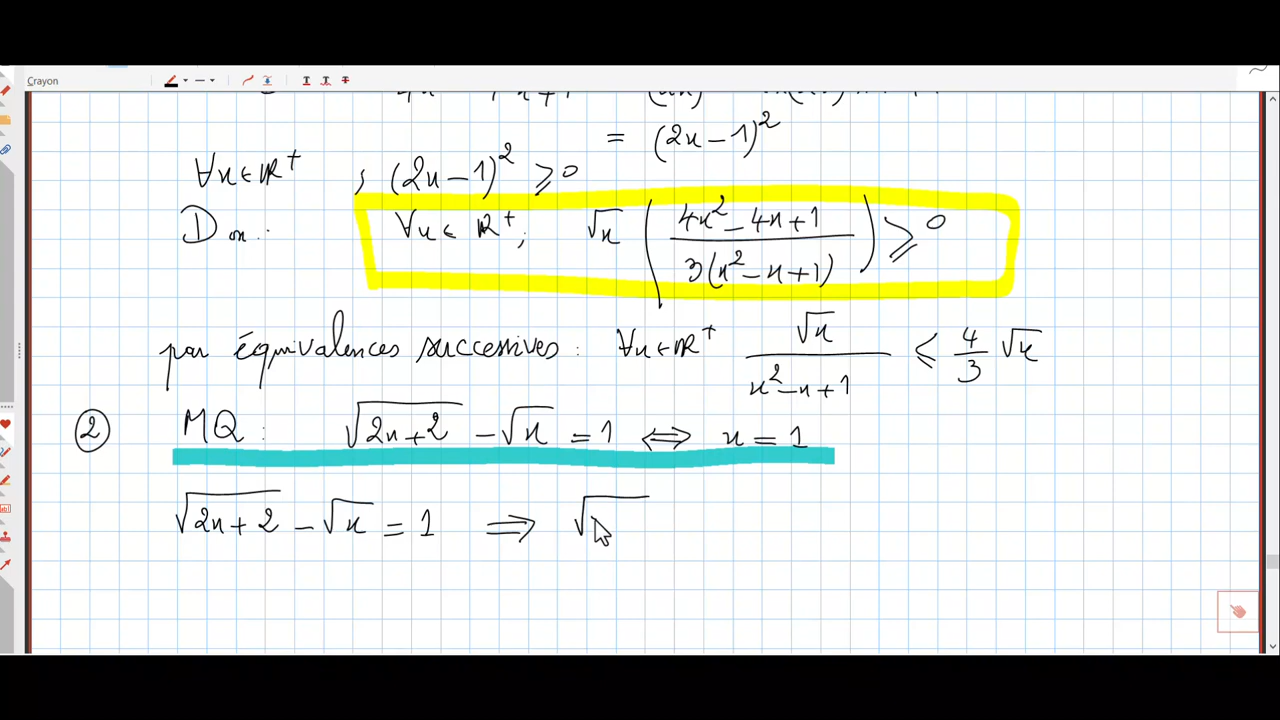 Crayon
= (2x-1)²
∀x∈ℝ⁺ ; (2x-1)² ⩾ 0
Don : ∀x∈ ℝ⁺; √x ( (4x²-4x+1) / (3(x²-x+1)) ) ⩾ 0
par équivalences successives : ∀x∈ℝ⁺ √x / (x²-x+1) ⩽ 4/3 √x
② MQ : √(2x+2) - √x = 1 ⟺ x = 1
√(2x+2) - √x = 1 ⟹ √